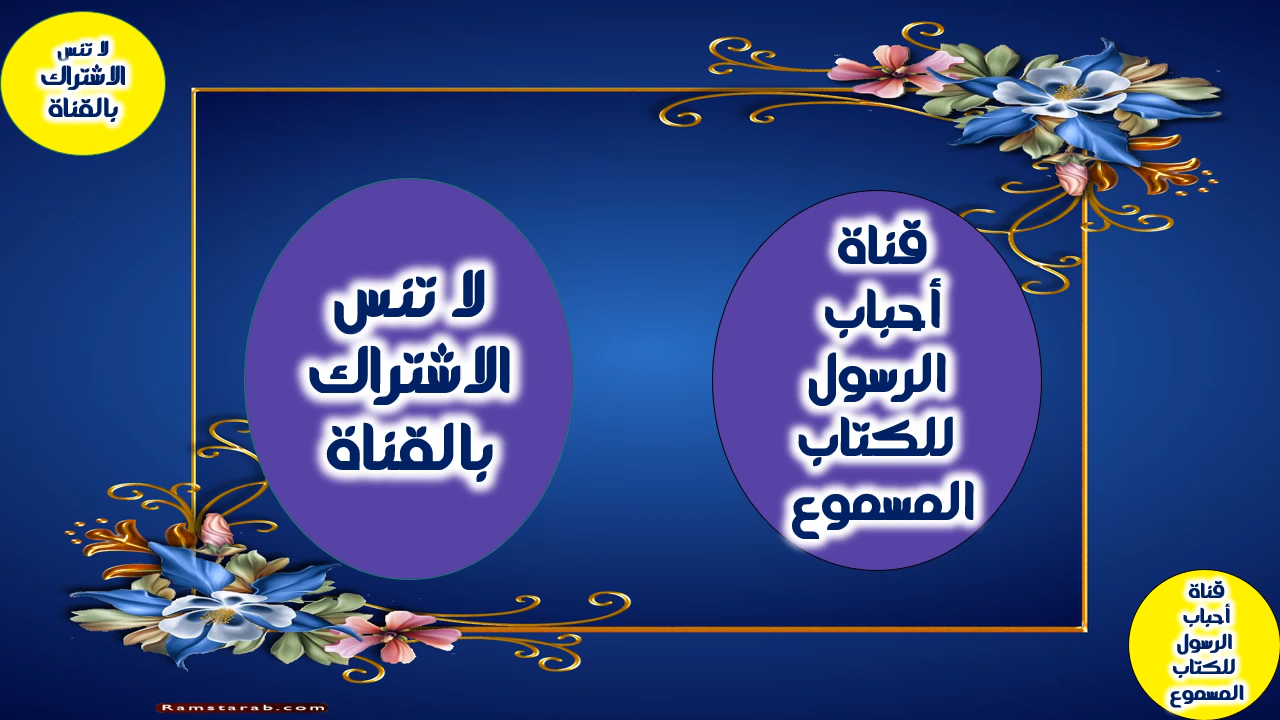 لا تنس
الاشتراك
بالقناة
قناة
أحباب
الرسول
للكتاب
المسموع
لا تنس
الاشتراك
بالقناة
قناة
أحباب
الرسول
للكتاب
المسموع
Ramstarab.com